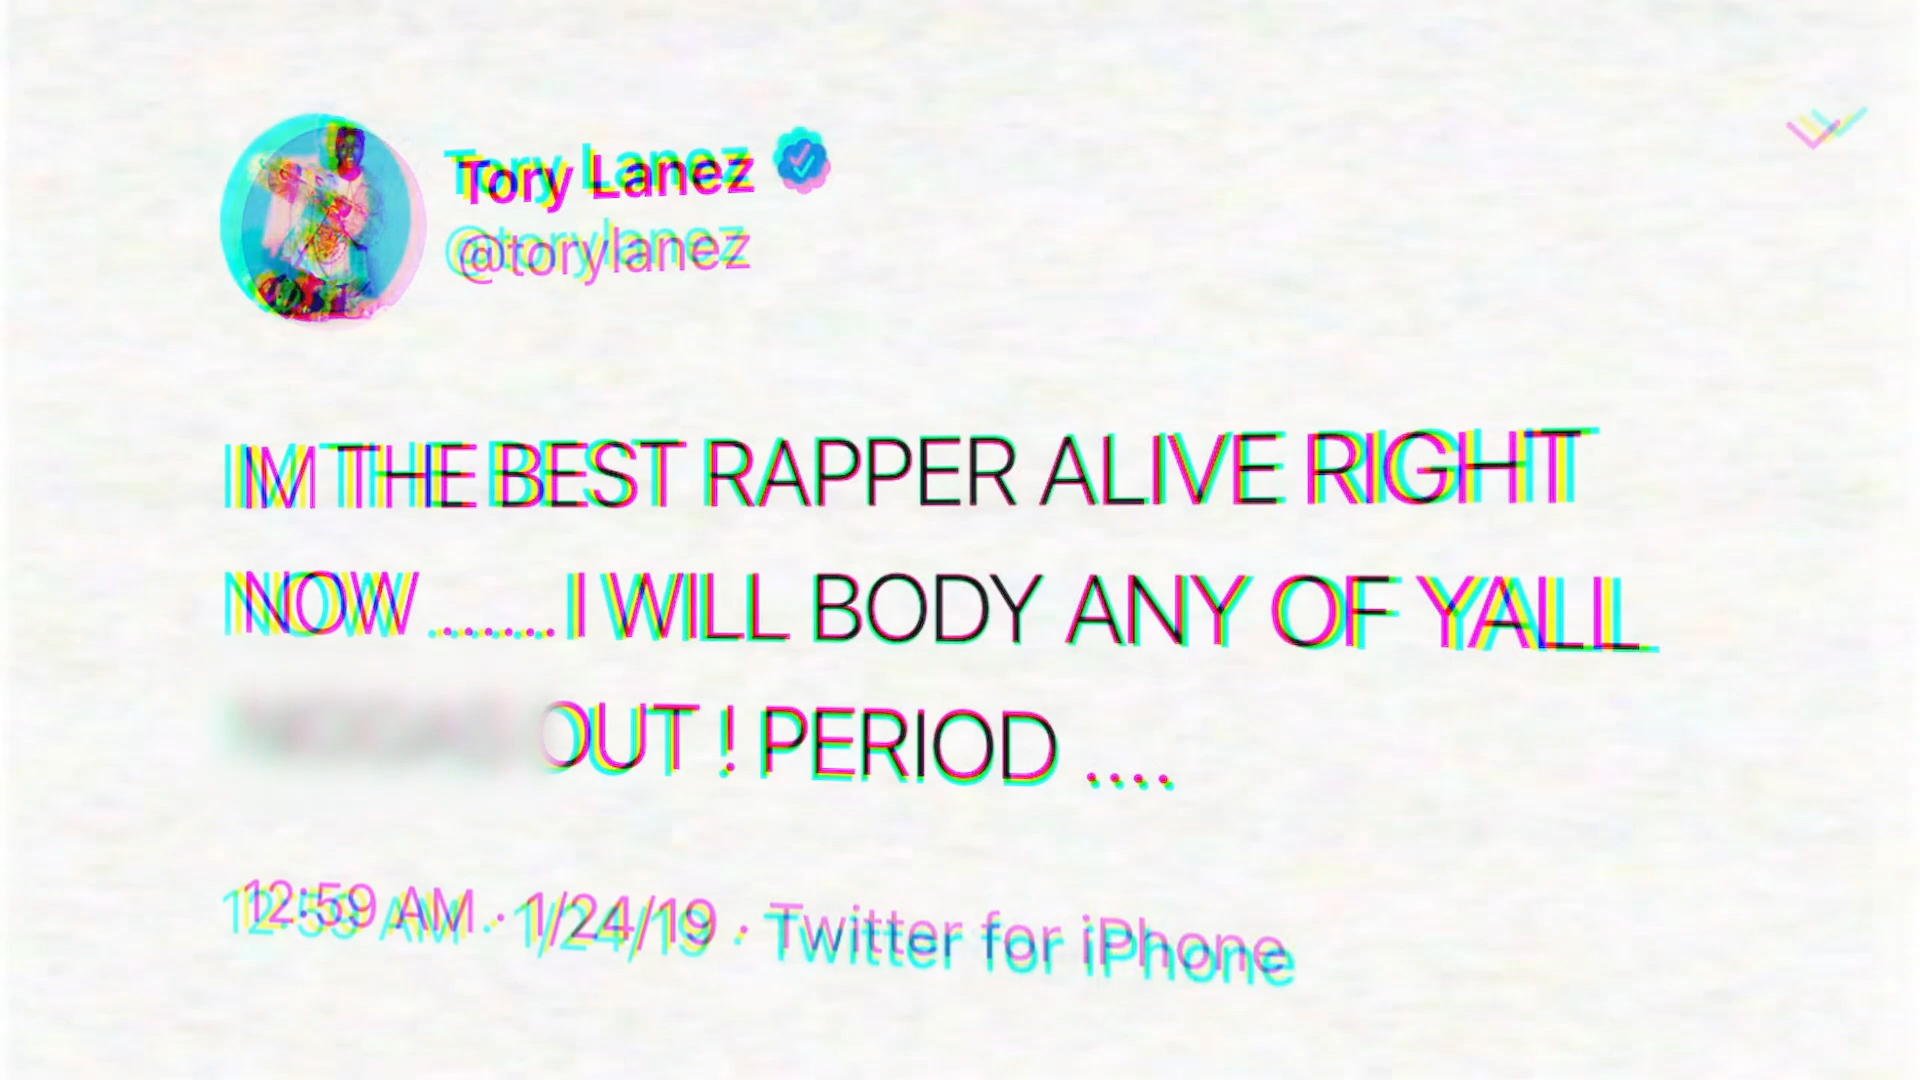 Tory Lanez
@torylanez
IM THE BEST RAPPER ALIVE RIGHT
NOW ........ I WILL BODY ANY OF YALL
OUT ! PERIOD ....
12:59 AM · 1/24/19 · Twitter for iPhone